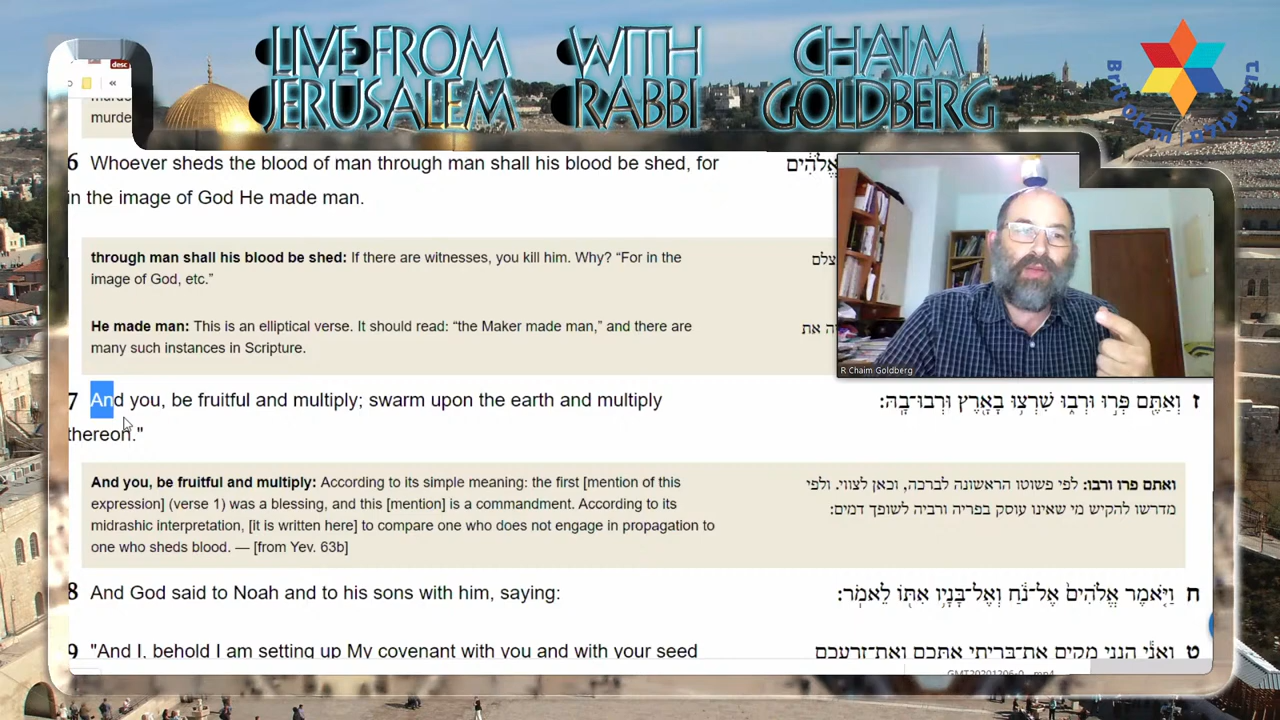 LIVE FROM WITH CHAIM
JERUSALEM RABBI GOLDBERG
Brit Olam | ברית עולם
desc
«
murde
6 Whoever sheds the blood of man through man shall his blood be shed, for
in the image of God He made man.
אֱלֹהִים
through man shall his blood be shed: If there are witnesses, you kill him. Why? “For in the
image of God, etc.”
צלם
He made man: This is an elliptical verse. It should read: “the Maker made man,” and there are
many such instances in Scripture.
יה את
R Chaim Goldberg
7 And you, be fruitful and multiply; swarm upon the earth and multiply
thereon."
ז וְאַתֶּ֖ם פְּר֣וּ וּרְב֑וּ שִׁרְצ֥וּ בָאָ֖רֶץ וּרְבוּ־בָֽהּ:
And you, be fruitful and multiply: According to its simple meaning: the first [mention of this
expression] (verse 1) was a blessing, and this [mention] is a commandment. According to its
midrashic interpretation, [it is written here] to compare one who does not engage in propagation to
one who sheds blood. — [from Yev. 63b]
ואתם פרו ורבו: לפי פשוטו הראשונה לברכה, וכאן לצווי. ולפי
מדרשו להקיש מי שאינו עוסק בפריה ורביה לשופך דמים:
8 And God said to Noah and to his sons with him, saying:
ח וַיֹּ֤אמֶר אֱלֹהִים֙ אֶל־נֹ֔חַ וְאֶל־בָּנָ֥יו אִתּ֖וֹ לֵאמֹֽר:
9 "And I, behold I am setting up My covenant with you and with your seed
ט וַאֲנִ֕י הִנְנִ֥י מֵקִ֛ים אֶת־בְּרִיתִ֖י אִתְּכֶ֑ם וְאֶֽת־זַרְעֲכֶ֖ם